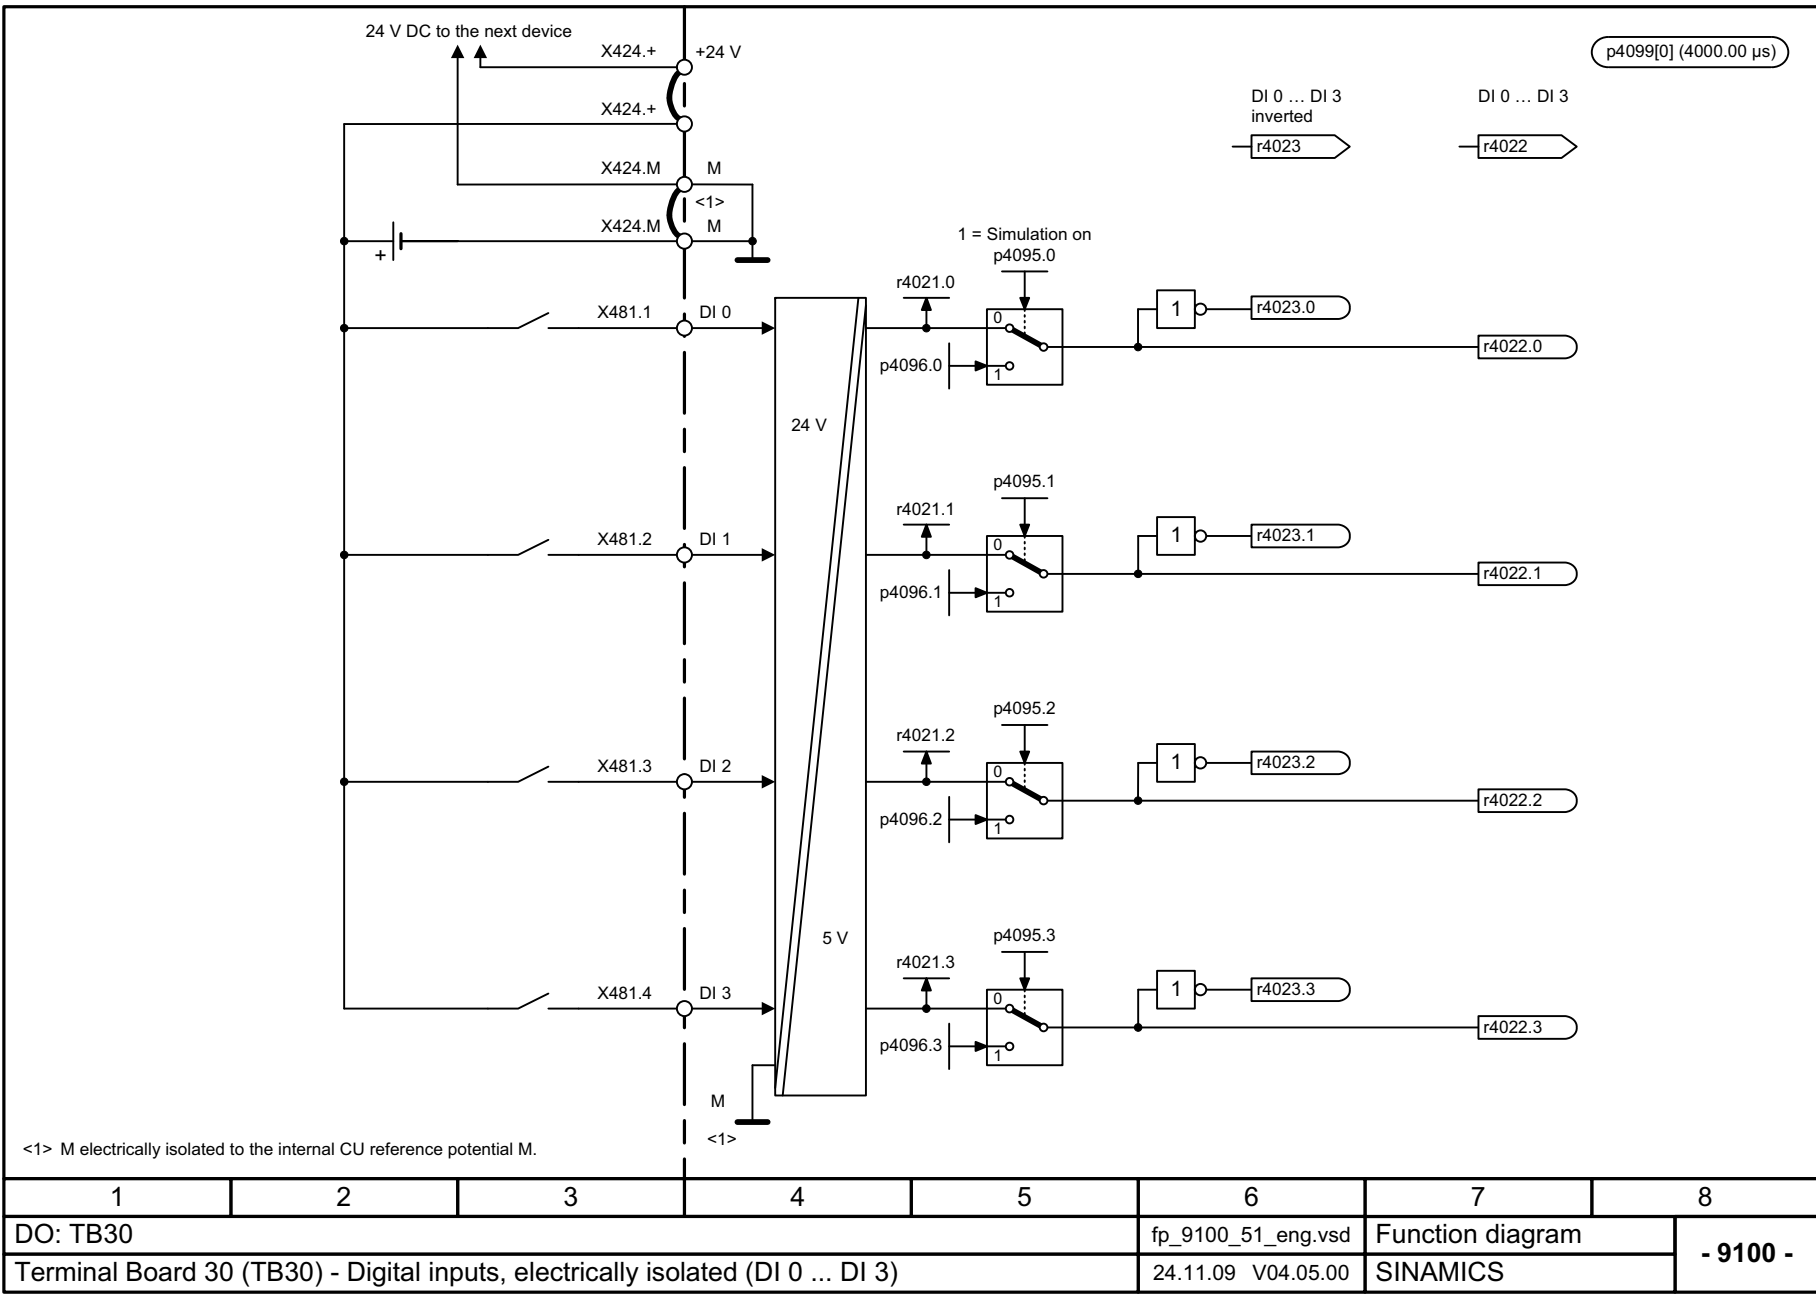 24 V DC to the next device
X424.+
+24 V
p4099[0] (4000.00 µs)
X424.+
DI 0 … DI 3
inverted
DI 0 … DI 3
r4023
r4022
X424.M
M
<1>
X424.M
M
+
1 = Simulation on
p4095.0
r4021.0
X481.1
DI 0
0
1
r4023.0
r4022.0
p4096.0
1
24 V
p4095.1
r4021.1
X481.2
DI 1
0
1
r4023.1
r4022.1
p4096.1
1
p4095.2
r4021.2
X481.3
DI 2
0
1
r4023.2
r4022.2
p4096.2
1
5 V
p4095.3
r4021.3
X481.4
DI 3
0
1
r4023.3
r4022.3
p4096.3
1
M
<1>
<1> M electrically isolated to the internal CU reference potential M.
1 2 3 4 5 6 7 8
DO: TB30
fp_9100_51_eng.vsd
Function diagram
- 9100 -
Terminal Board 30 (TB30) - Digital inputs, electrically isolated (DI 0 ... DI 3)
24.11.09 V04.05.00
SINAMICS